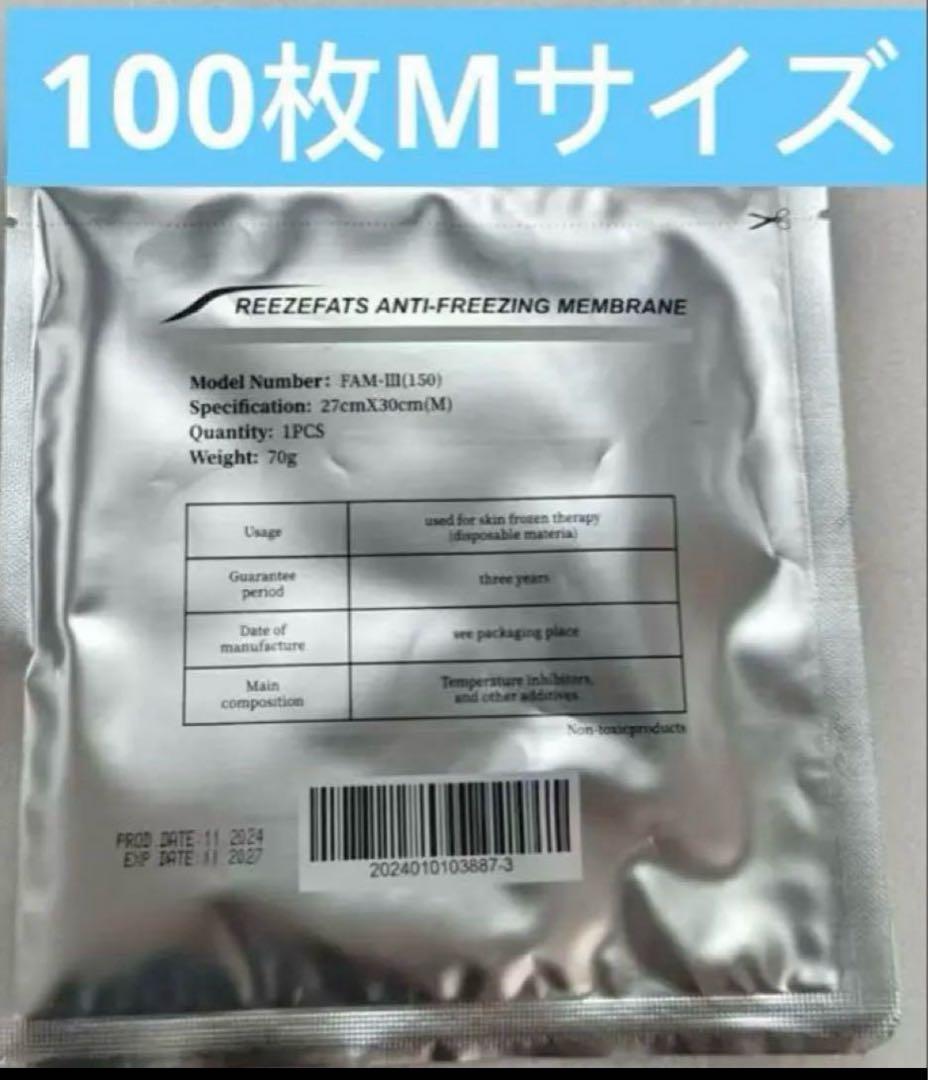 100枚Mサイズ
REEZEFATS ANTI-FREEZING MEMBRANE
Model Number: FAM-III(150)
Specification: 27cmX30cm(M)
Quantity: 1PCS
Weight: 70g
Usage
used for skin frozen therapy
(disposable materia)
Guarantee
period
three years
Date of
manufacture
see packaging place
Main
composition
Temperature inhibitors,
and other additives
Non-toxicproducts
PROD DATE:11 2024
EXP DATE:11 2027
2024010103887-3